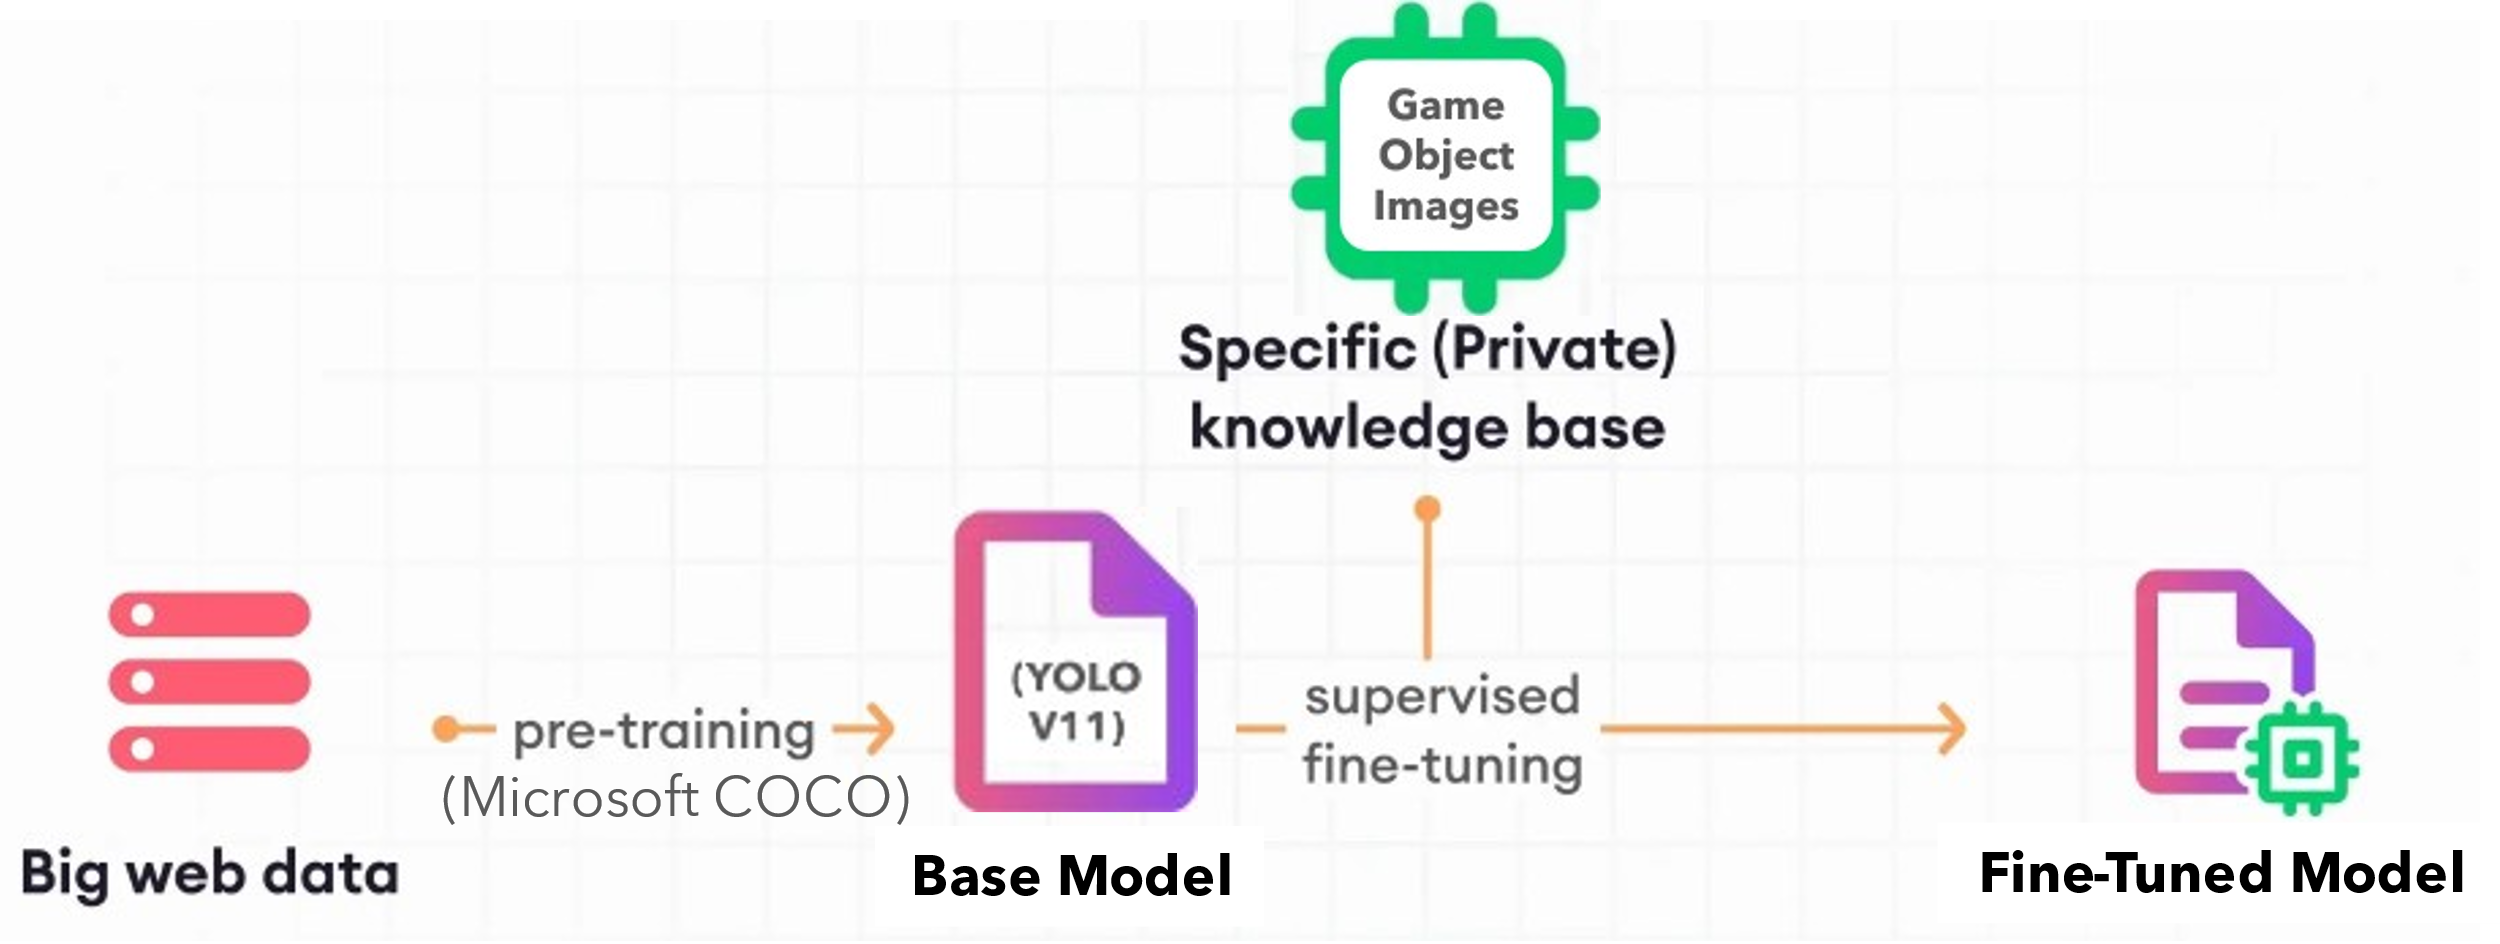 Game
Object
Images
Specific (Private)
knowledge base
pre-training
(Microsoft COCO)
(YOLO
V11)
supervised
fine-tuning
Big web data
Base Model
Fine-Tuned Model